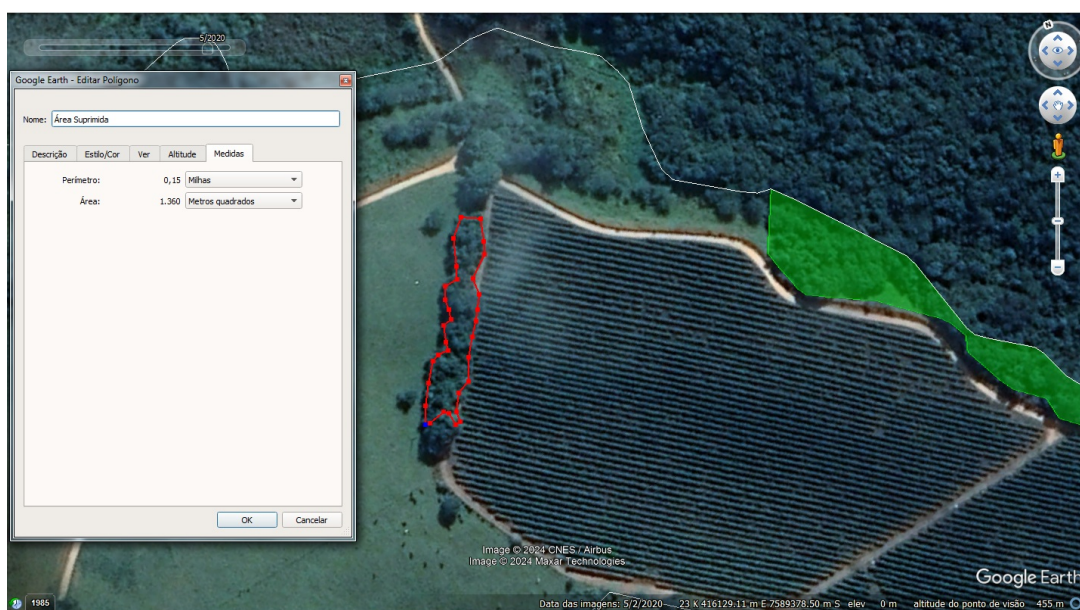 5/2020
N
Google Earth - Editar Polígono
Nome: Área Suprimida
Descrição Estilo/Cor Ver Altitude Medidas
Perímetro: 0,15 Milhas
Área: 1.360 Metros quadrados
OK Cancelar
Image © 2024 CNES / Airbus
Image © 2024 Maxar Technologies
Google Earth
1985
Data das imagens: 5/2/2020 23 K 416129.11 m E 7589378.50 m S elev 0 m altitude do ponto de visão 455 m